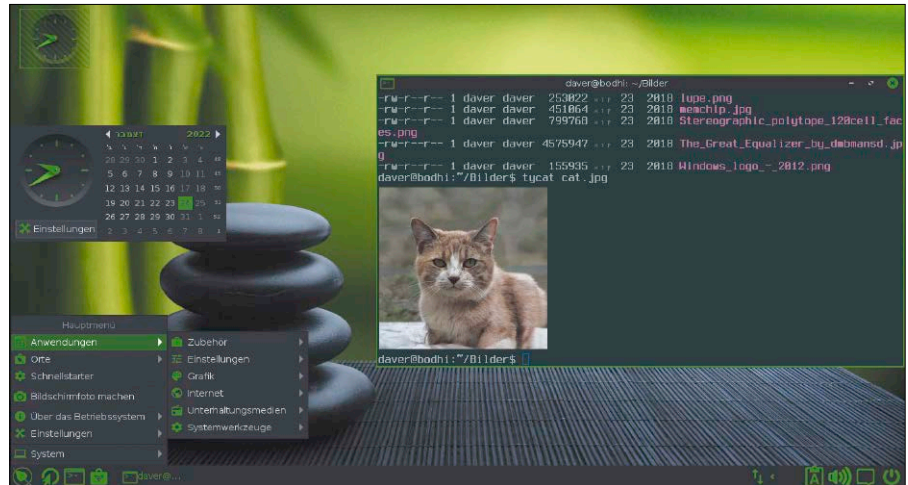 daver@bodhi: ~/Bilder
-rw-r--r-- 1 daver daver 253022 23 2018 lupe.png
-rw-r--r-- 1 daver daver 451064 23 2018 memchip.jpg
-rw-r--r-- 1 daver daver 799768 23 2018 Stereographic_polytope_120cell_fac
es.png
-rw-r--r-- 1 daver daver 4575947 23 2018 The_Great_Equalizer_by_dmbmansd.jp
g
-rw-r--r-- 1 daver daver 155935 23 2018 Windows_logo_-_2012.png
daver@bodhi:~/Bilder$ tycat cat.jpg
daver@bodhi:~/Bilder$
דצמבר 2022
28 29 30 1 2 3 4
5 6 7 8 9 10 11
12 13 14 15 16 17 18
19 20 21 22 23 24 25
26 27 28 29 30 31 1
2 3 4 5 6 7 8
Einstellungen
Hauptmenü
Anwendungen
Orte
Schnellstarter
Bildschirmfoto machen
Über das Betriebssystem
Einstellungen
System
Zubehör
Einstellungen
Grafik
Internet
Unterhaltungsmedien
Systemwerkzeuge
daver@...
A